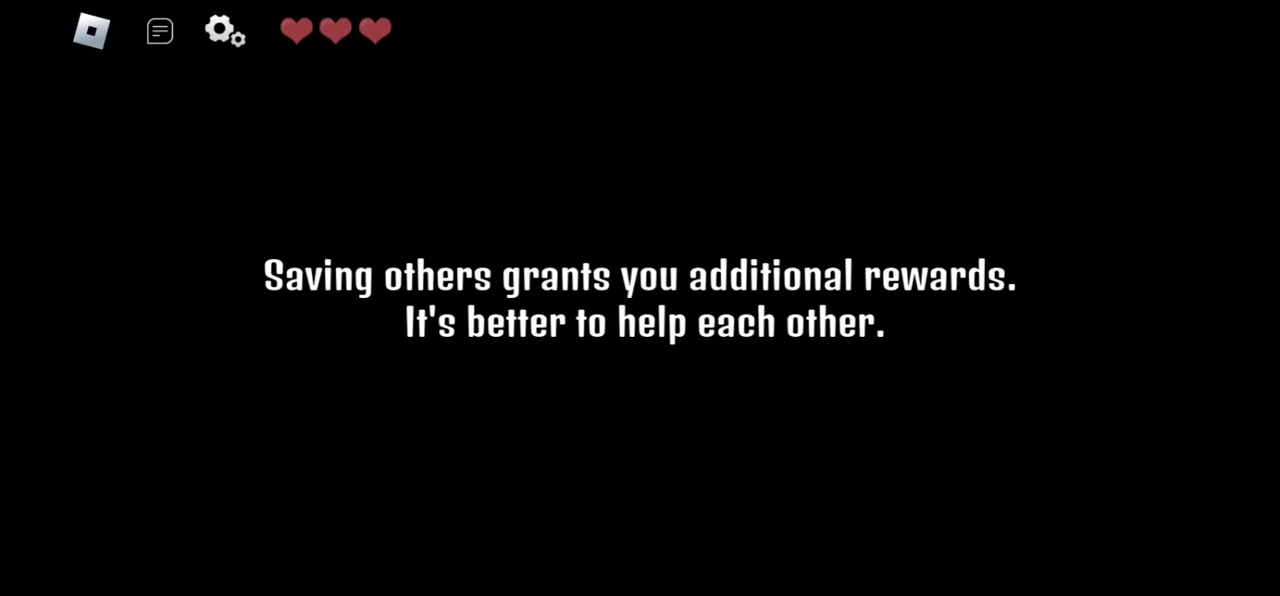 Saving others grants you additional rewards.
It's better to help each other.